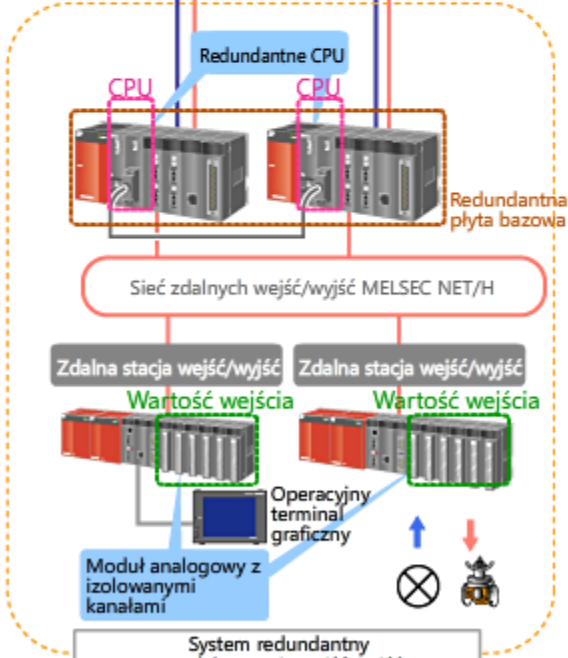 Redundantne CPU
CPU
CPU
Redundantna
płyta bazowa
Sieć zdalnych wejść/wyjść MELSEC NET/H
Zdalna stacja wejść/wyjść
Zdalna stacja wejść/wyjść
Wartość wejścia
Wartość wejścia
Operacyjny
terminal
graficzny
Moduł analogowy z
izolowanymi
kanałami
System redundantny